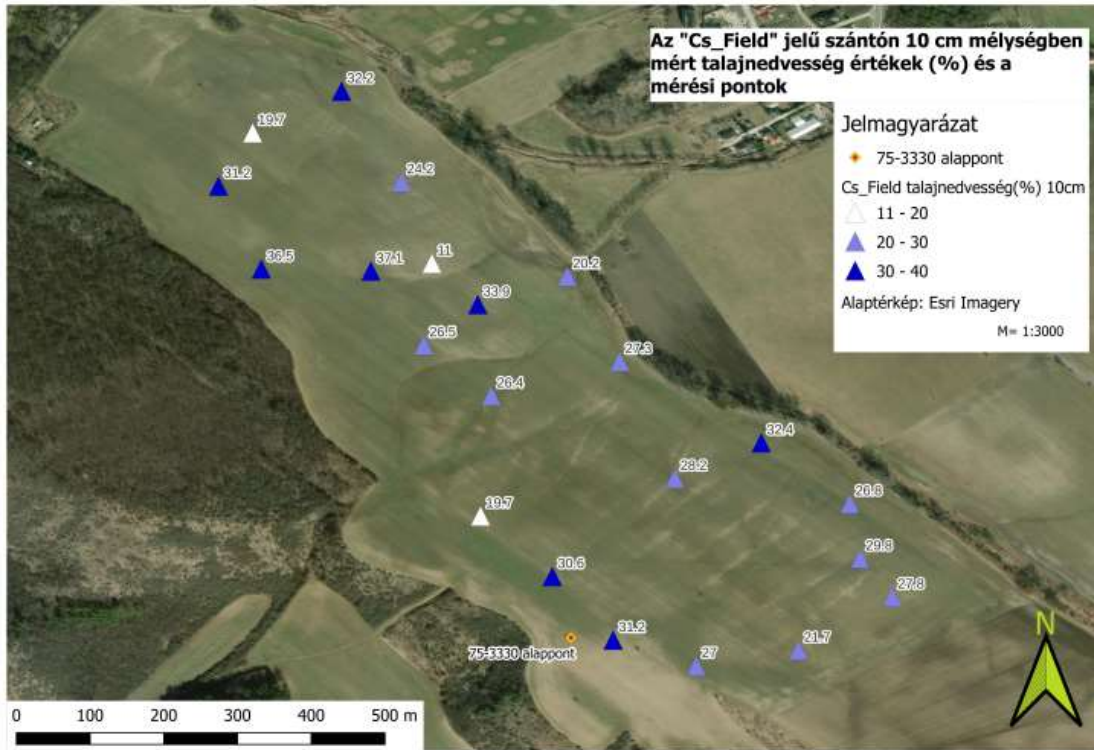 Az "Cs_Field" jelű szántón 10 cm mélységben
mért talajnedvesség értékek (%) és a
mérési pontok
Jelmagyarázat
75-3330 alappont
Cs_Field talajnedvesség(%) 10cm
11 - 20
20 - 30
30 - 40
Alaptérkép: Esri Imagery
M= 1:3000
32.2
19.7
31.2
24.2
36.5
37.1
11
20.2
33.9
26.5
27.3
26.4
32.4
28.2
26.8
19.7
29.8
30.6
27.8
31.2
75-3330 alappont
27
21.7
N
0 100 200 300 400 500 m